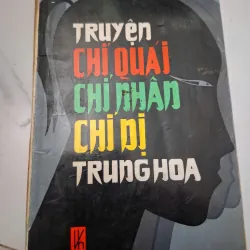 TRUYỆN
CHÍ QUÁI
CHÍ NHÂN
CHÍ DỊ
TRUNG HOA